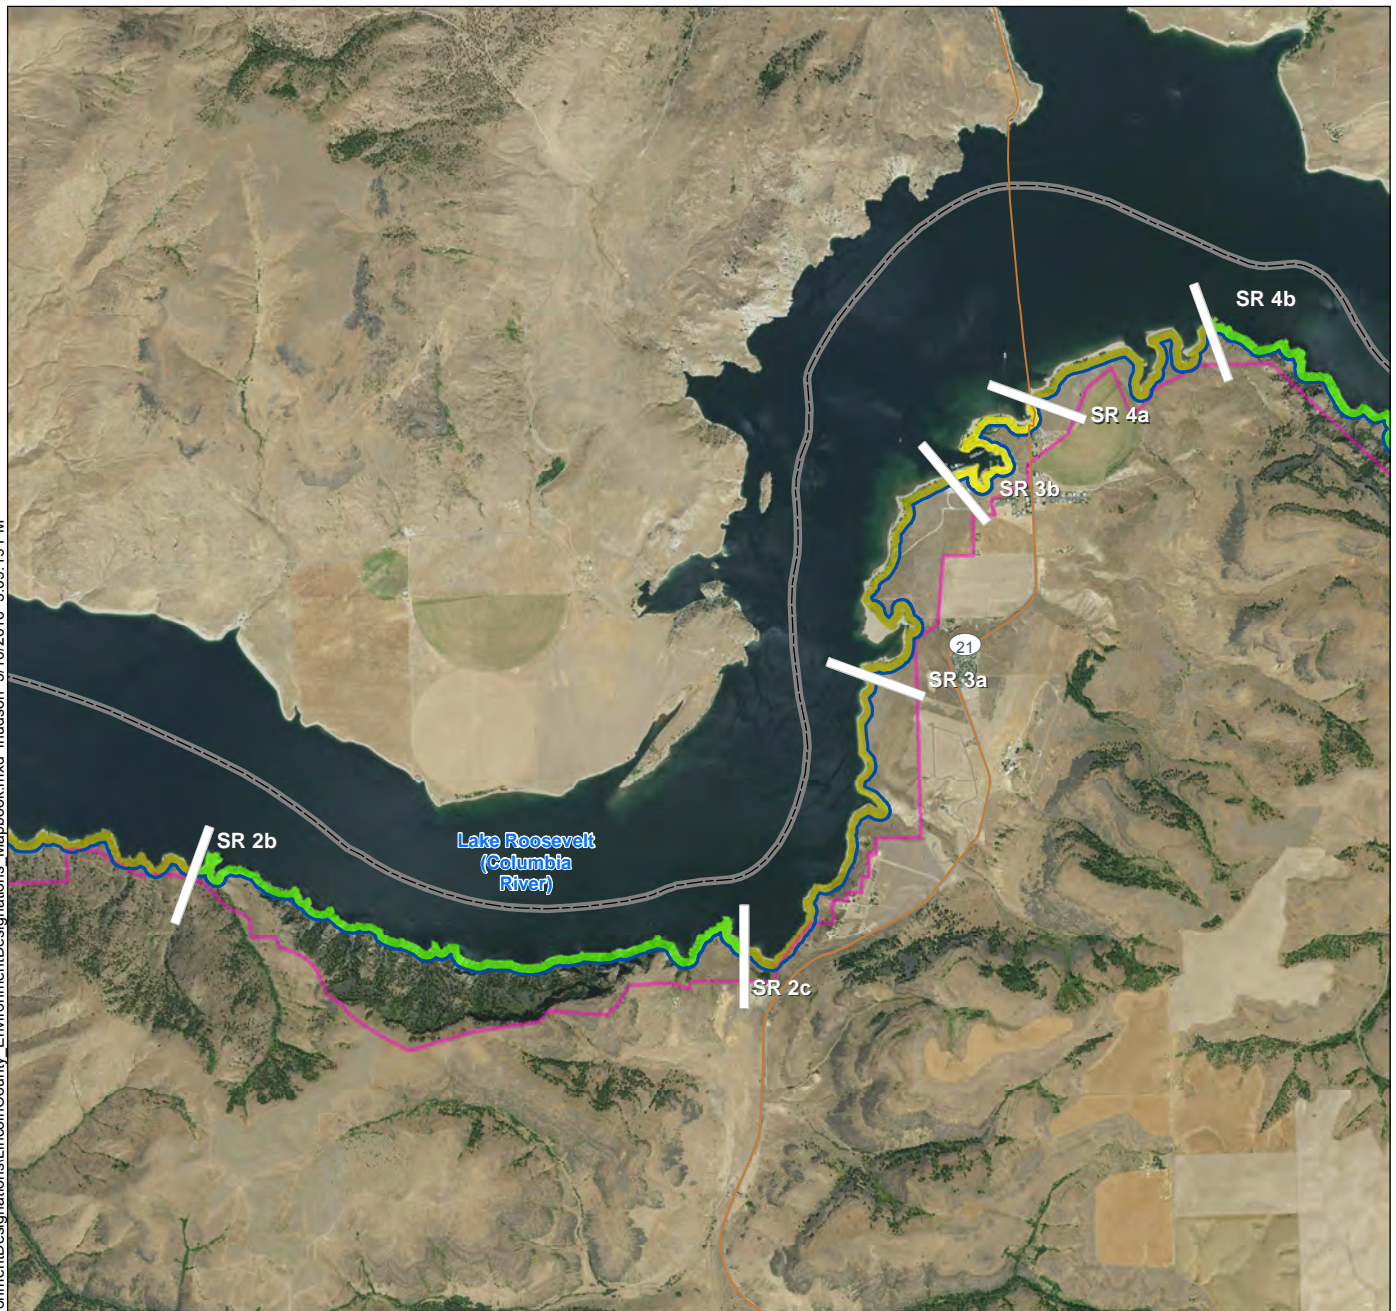 SR 4b
SR 4a
SR 3b
21
SR 3a
SR 2b
Lake Roosevelt
(Columbia
River)
SR 2c